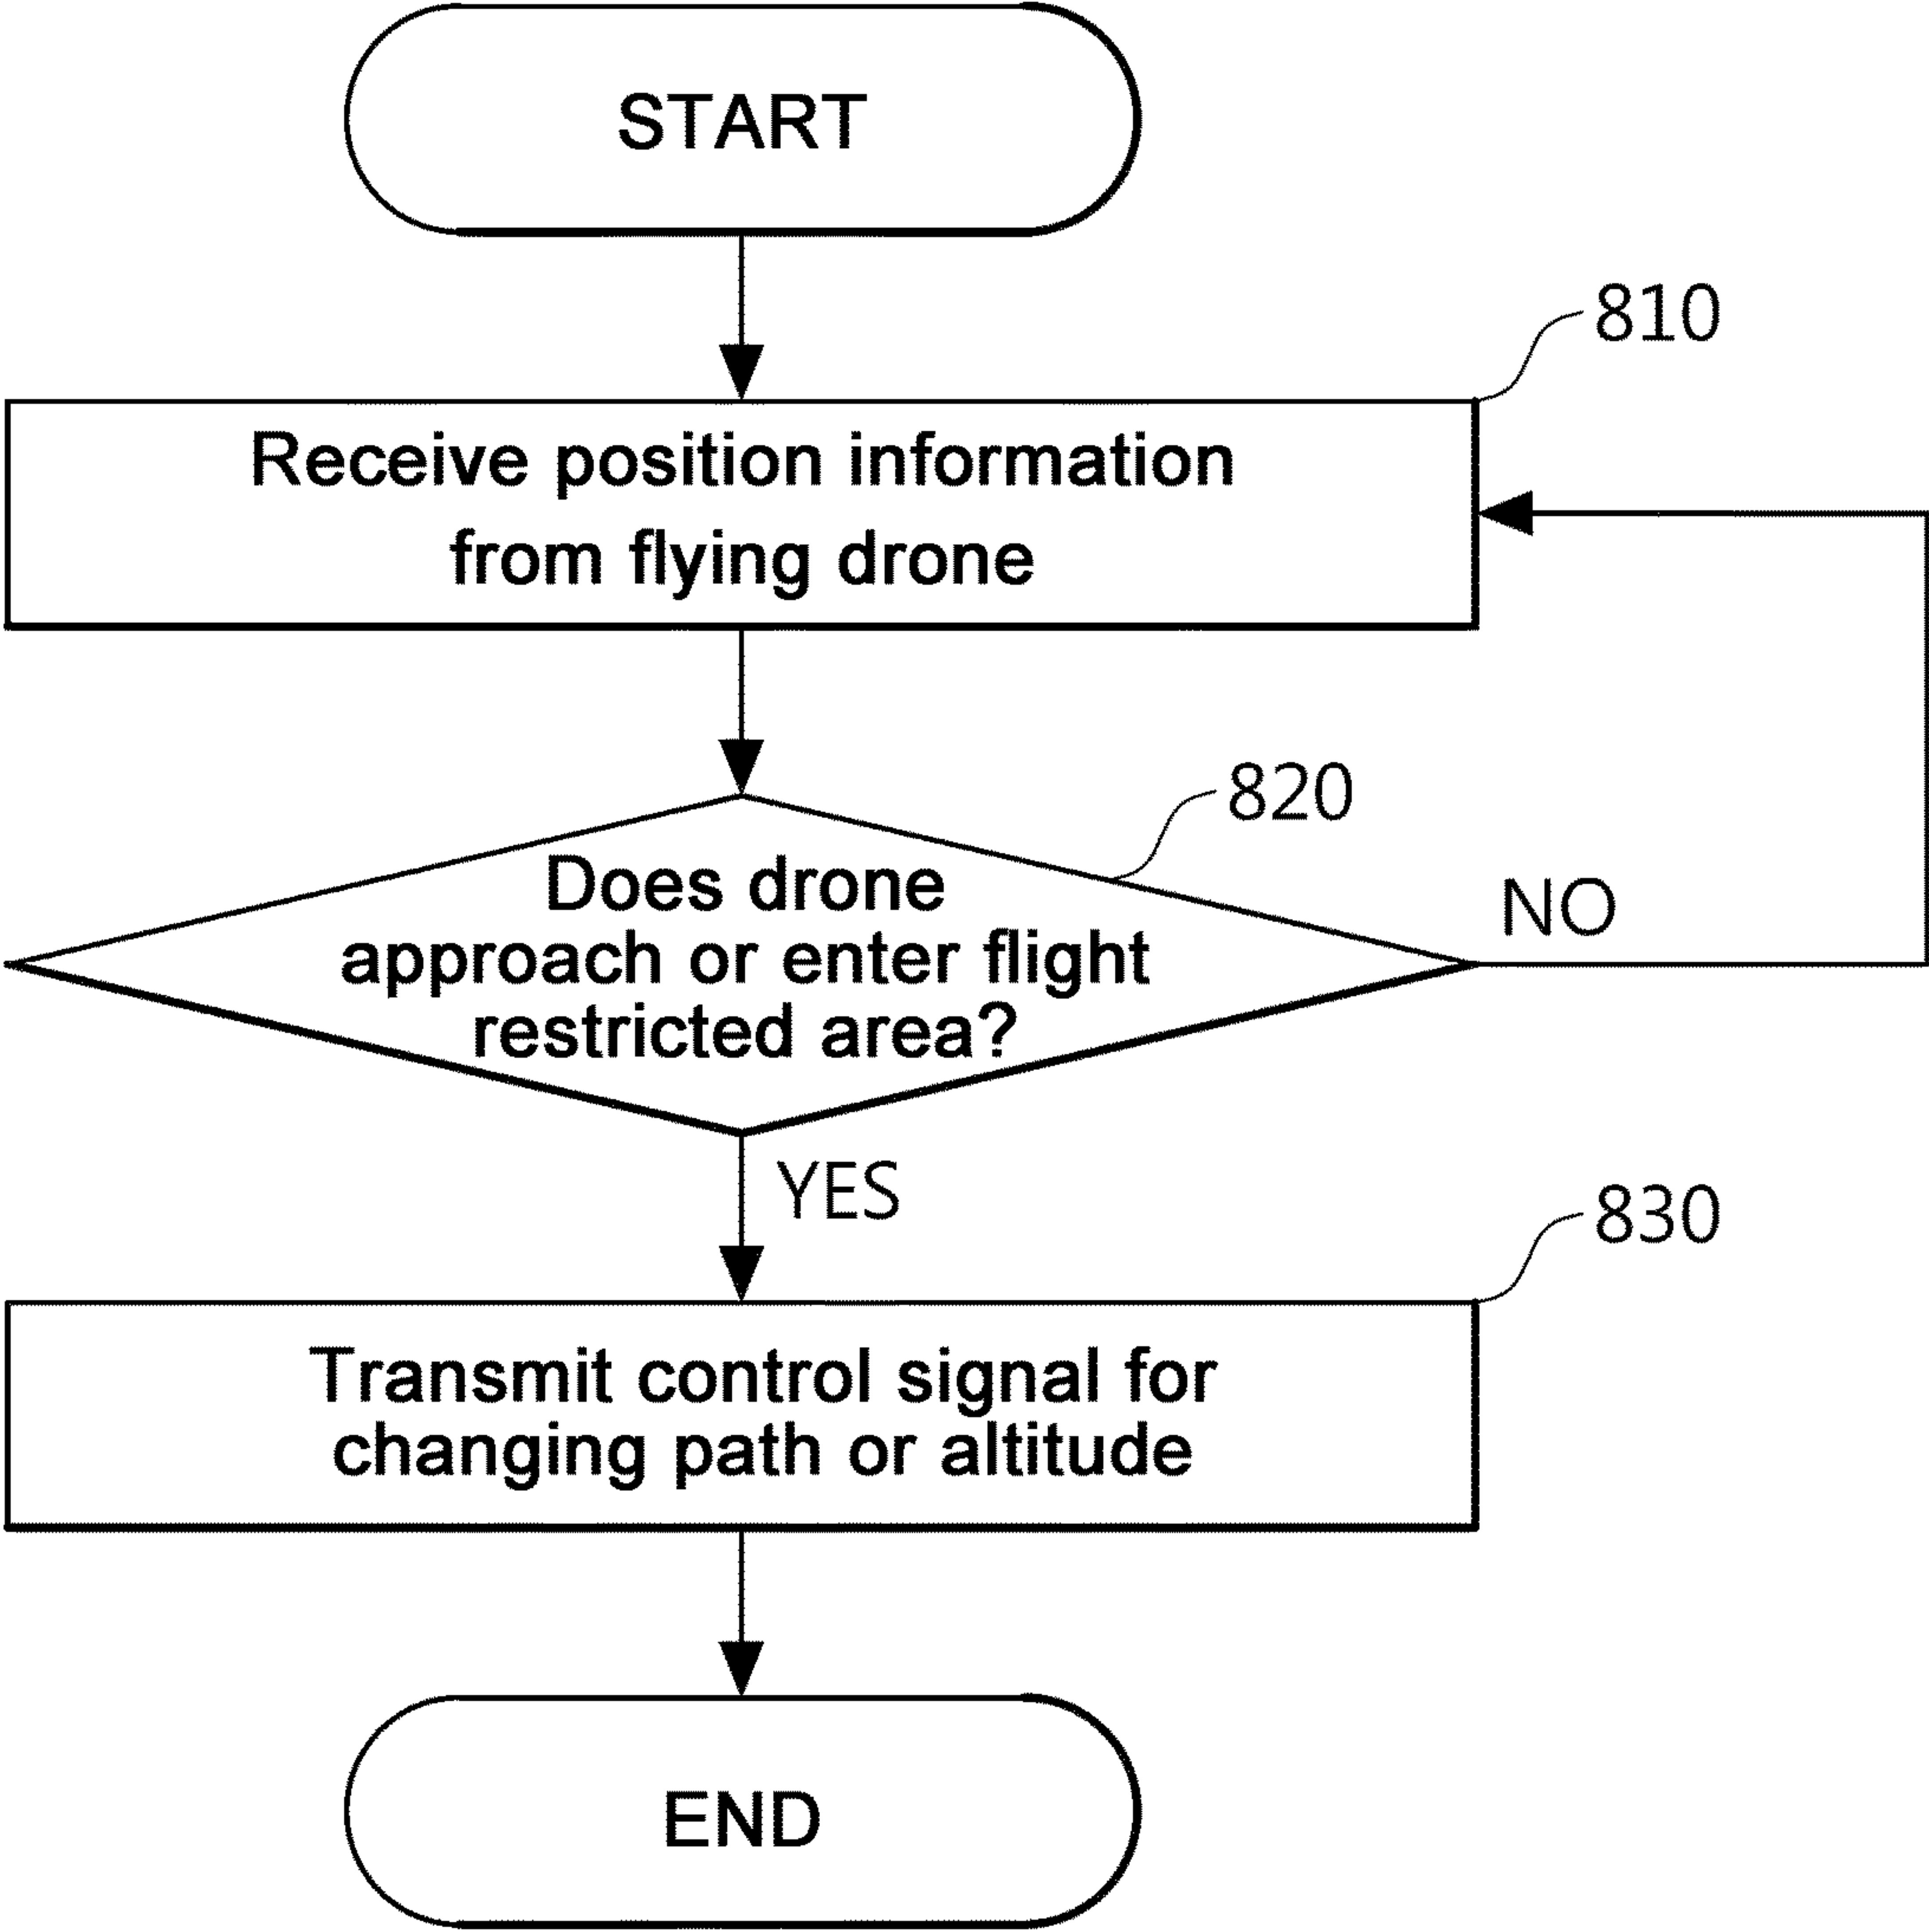 START
810
Receive position information
from flying drone
820
Does drone
approach or enter flight
restricted area?
NO
YES
830
Transmit control signal for
changing path or altitude
END